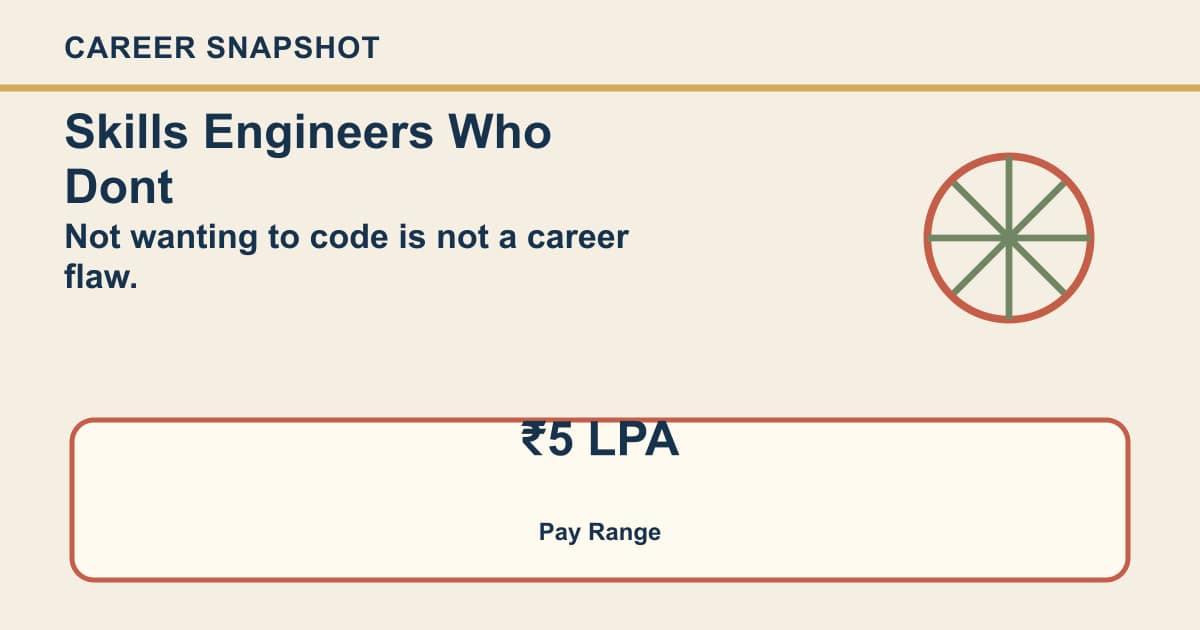 CAREER SNAPSHOT
Skills Engineers Who
Dont
Not wanting to code is not a career
flaw.
₹5 LPA
Pay Range